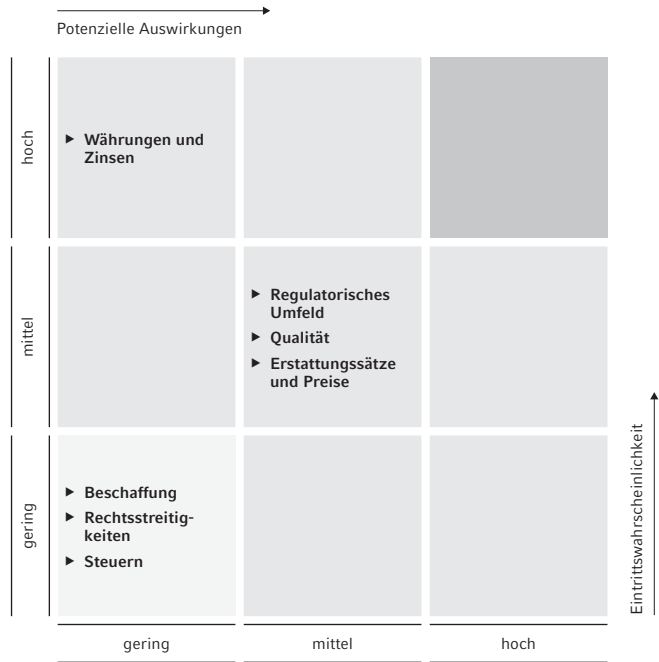 Potenzielle Auswirkungen
hoch
▶ Währungen und
Zinsen
mittel
▶ Regulatorisches
Umfeld
▶ Qualität
▶ Erstattungssätze
und Preise
gering
▶ Beschaffung
▶ Rechtsstreitig-
keiten
▶ Steuern
Eintrittswahrscheinlichkeit
gering
mittel
hoch